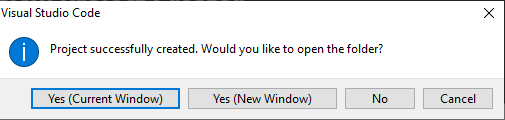 Visual Studio Code
Project successfully created. Would you like to open the folder?
Yes (Current Window)
Yes (New Window)
No
Cancel